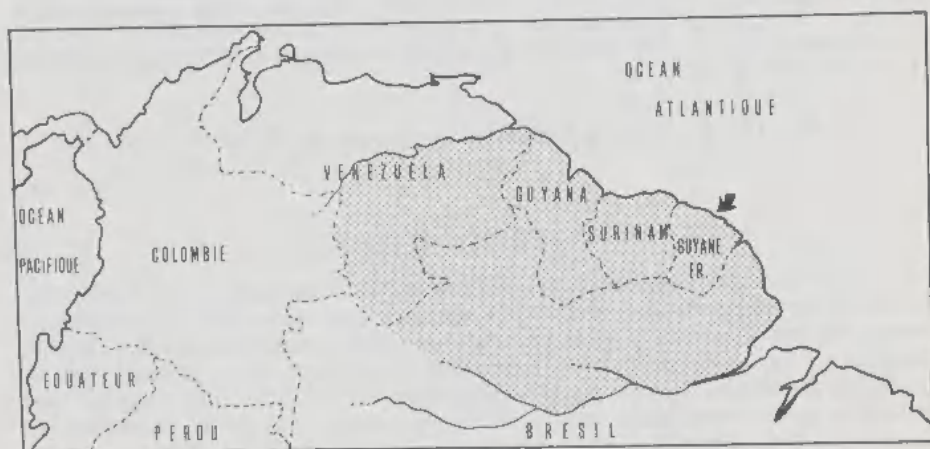 OCEAN
ATLANTIQUE
VENEZUELA
GUYANA
OCEAN
PACIFIQUE
COLOMBIE
SURINAM
GUYANE
FR.
EQUATEUR
PEROU
BRESIL